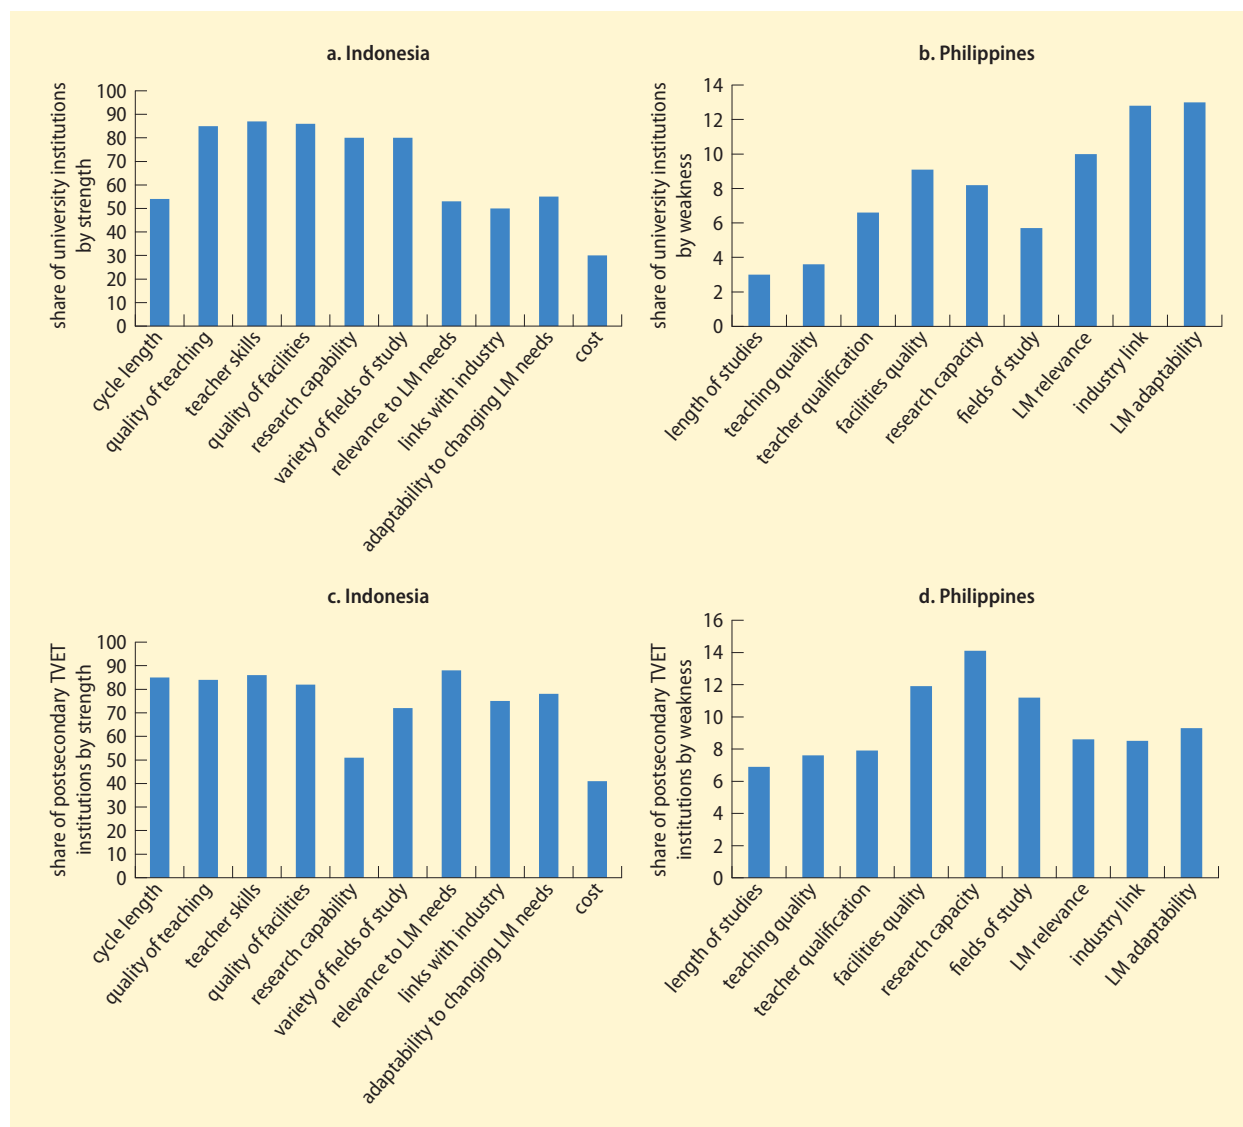 a. Indonesia
share of university institutions
by strength
100
90
80
70
60
50
40
30
20
10
0
cycle length
quality of teaching
teacher skills
quality of facilities
research capability
variety of fields of study
relevance to LM needs
links with industry
adaptability to changing LM needs
cost
b. Philippines
share of university institutions
by weakness
14
12
10
8
6
4
2
0
length of studies
teaching quality
teacher qualification
facilities quality
research capacity
fields of study
LM relevance
industry link
LM adaptability
c. Indonesia
share of postsecondary TVET
institutions by strength
100
90
80
70
60
50
40
30
20
10
0
cycle length
quality of teaching
teacher skills
quality of facilities
research capability
variety of fields of study
relevance to LM needs
links with industry
adaptability to changing LM needs
cost
d. Philippines
share of postsecondary TVET
institutions by weakness
16
14
12
10
8
6
4
2
0
length of studies
teaching quality
teacher qualification
facilities quality
research capacity
fields of study
LM relevance
industry link
LM adaptability